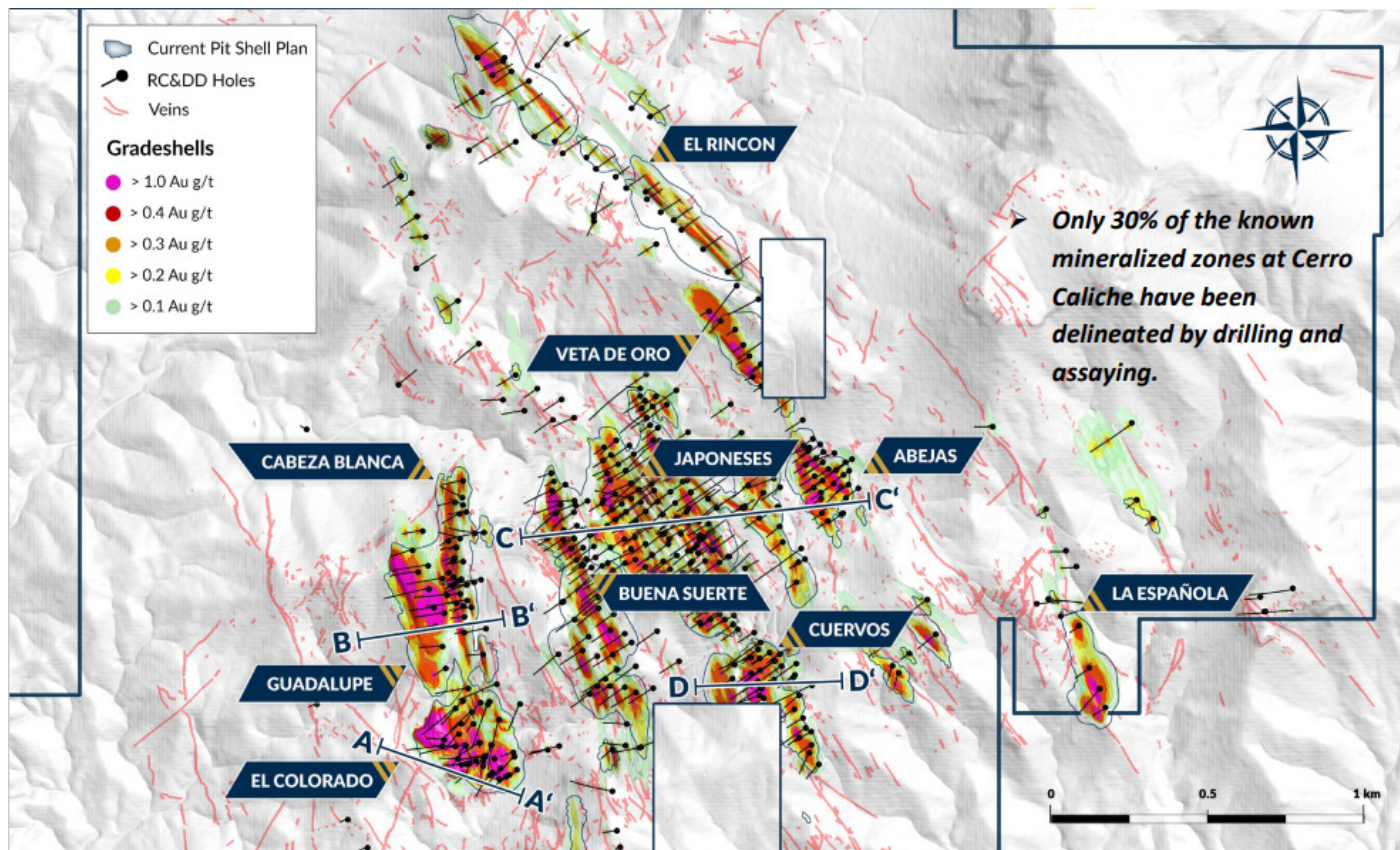 Current Pit Shell Plan
RC&DD Holes
Veins
Gradeshells
> 1.0 Au g/t
> 0.4 Au g/t
> 0.3 Au g/t
> 0.2 Au g/t
> 0.1 Au g/t
EL RINCON
➢ Only 30% of the known
mineralized zones at Cerro
Caliche have been
delineated by drilling and
assaying.
VETA DE ORO
CABEZA BLANCA
JAPONESES
ABEJAS
C
C'
BUENA SUERTE
LA ESPAÑOLA
B
B'
CUERVOS
GUADALUPE
D
D'
A
EL COLORADO
A'
0
0.5
1 km